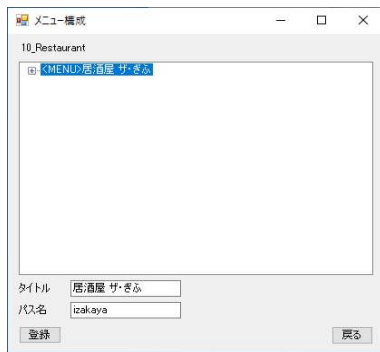 メニュー構成
10_Restaurant
<MENU>居酒屋 ザ・ぎふ
タイトル 居酒屋 ザ・ぎふ
パス名 izakaya
登録 戻る